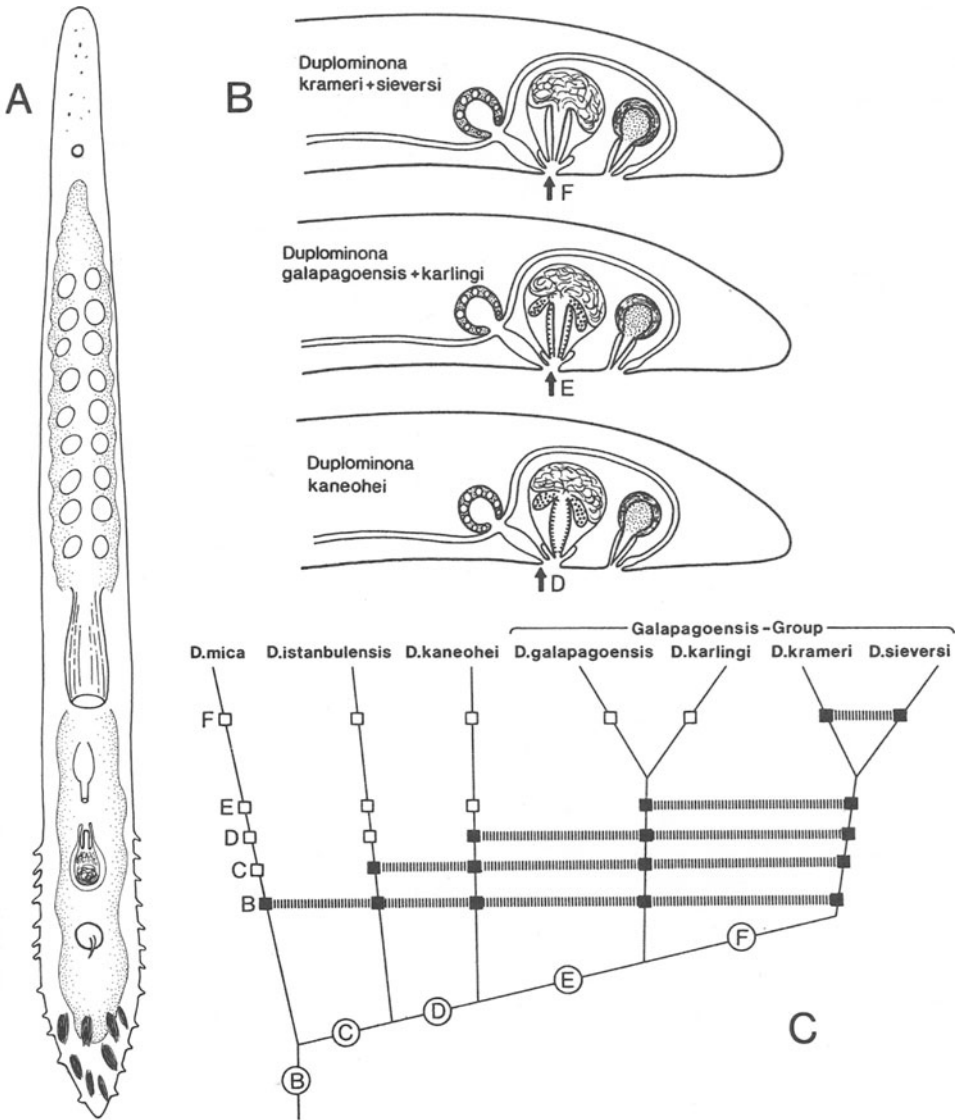 A
B
Duplominona
krameri + sieversi
F
Duplominona
galapagoensis + karlingi
E
Duplominona
kaneohei
D
Galapagoensis-Group
D.mica D.istanbulensis D.kaneohei D.galapagoensis D.karlingi D.krameri D.sieversi
F
E
D
C
B
F
E
D
C
B
C